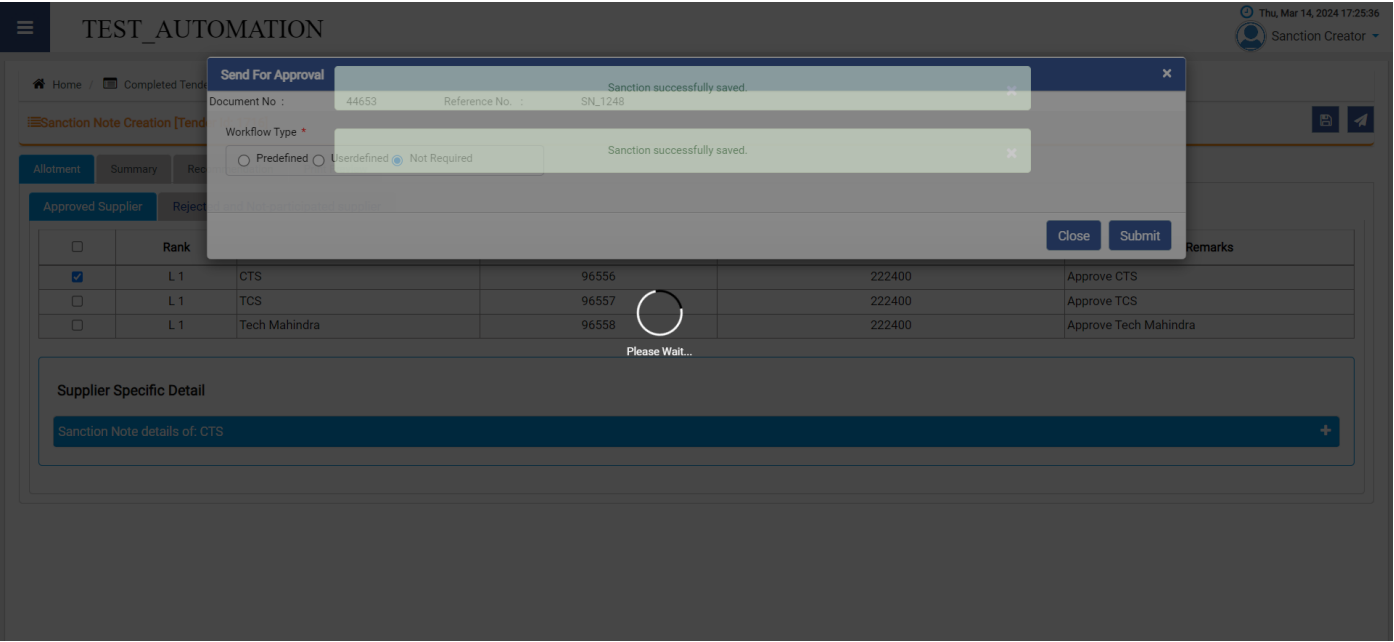 Thu, Mar 14, 2024 17:25:36
TEST_AUTOMATION
Sanction Creator
Send For Approval
Home / Completed Tende
Sanction successfully saved.
Document No : 44653 Reference No. : SN_1248
Sanction Note Creation [Tend
Workflow Type *
Sanction successfully saved.
Predefined Userdefined Not Required
Allotment Summary Rec
Approved Supplier Reject
Close Submit
Rank Remarks
L 1 CTS 96556 222400 Approve CTS
L 1 TCS 96557 222400 Approve TCS
L 1 Tech Mahindra 96558 222400 Approve Tech Mahindra
Please Wait...
Supplier Specific Detail
Sanction Note details of: CTS